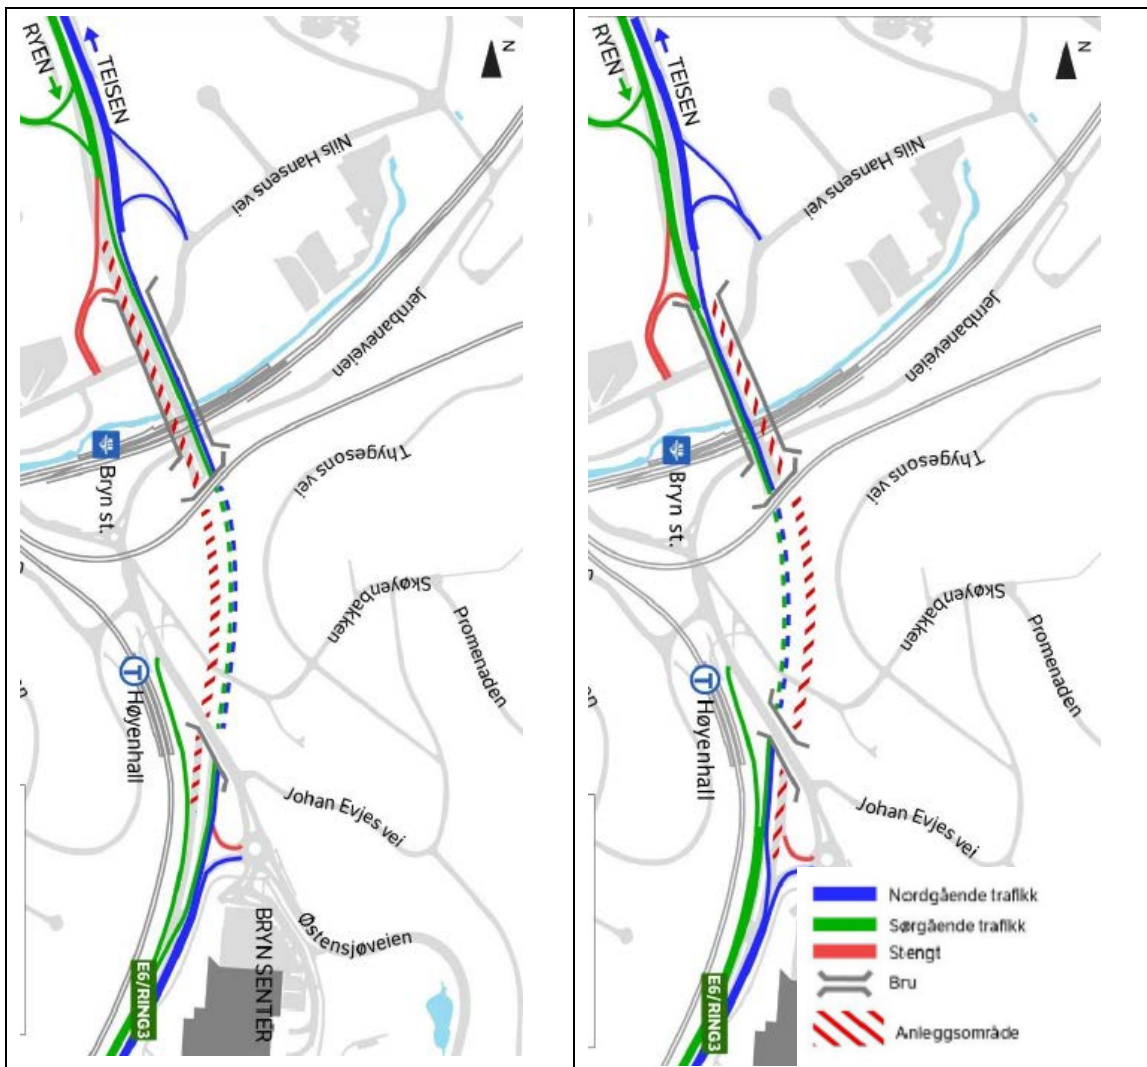 RYEN
TEISEN
N
Nils Hansens
vei
Jernbaneveien
Thygesons
vei
Bryn st.
Skøyenbakken
Promenaden
T
Høyenhall
Johan Evjes vei
Østensjøveien
BRYN SENTER
E6/RING3
RYEN
TEISEN
N
Nils Hansens
vei
Jernbaneveien
Thygesons
vei
Bryn st.
Skøyenbakken
Promenaden
T
Høyenhall
Johan Evjes vei
E6/RING3
Nordgående trafikk
Sørgående trafikk
Stengt
Bru
Anleggsområde